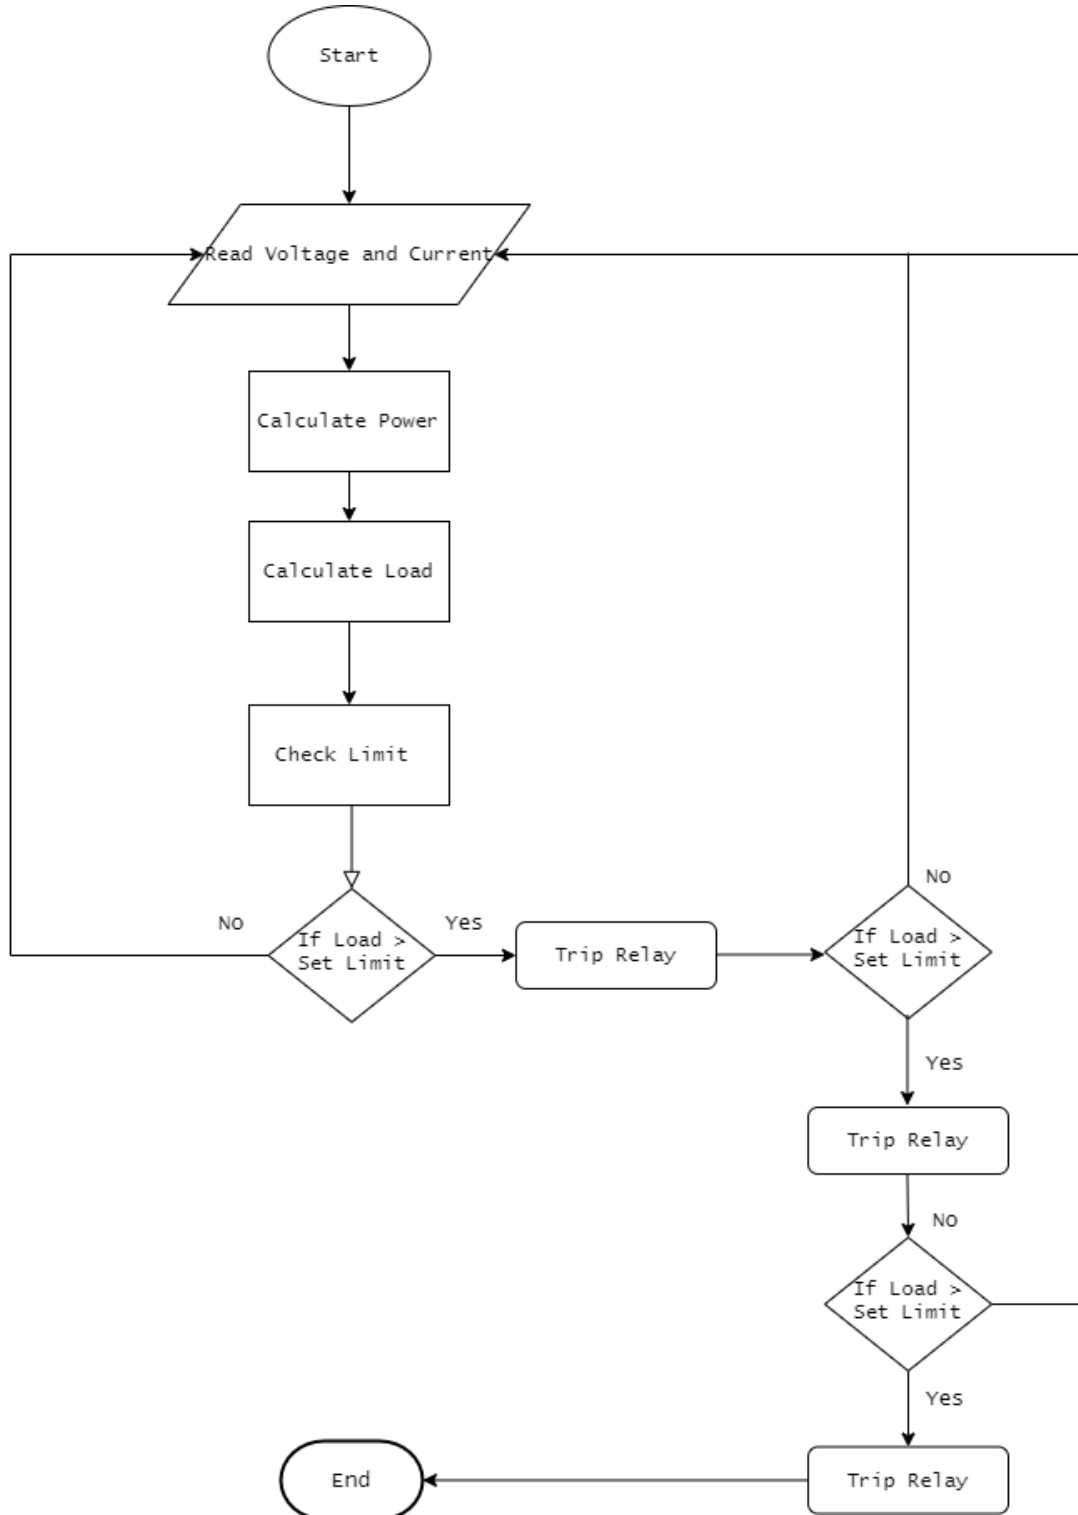 Start
Read Voltage and Current
Calculate Power
Calculate Load
Check Limit
No
If Load >
Set Limit
Yes
Trip Relay
No
If Load >
Set Limit
Yes
Trip Relay
No
If Load >
Set Limit
Yes
Trip Relay
End